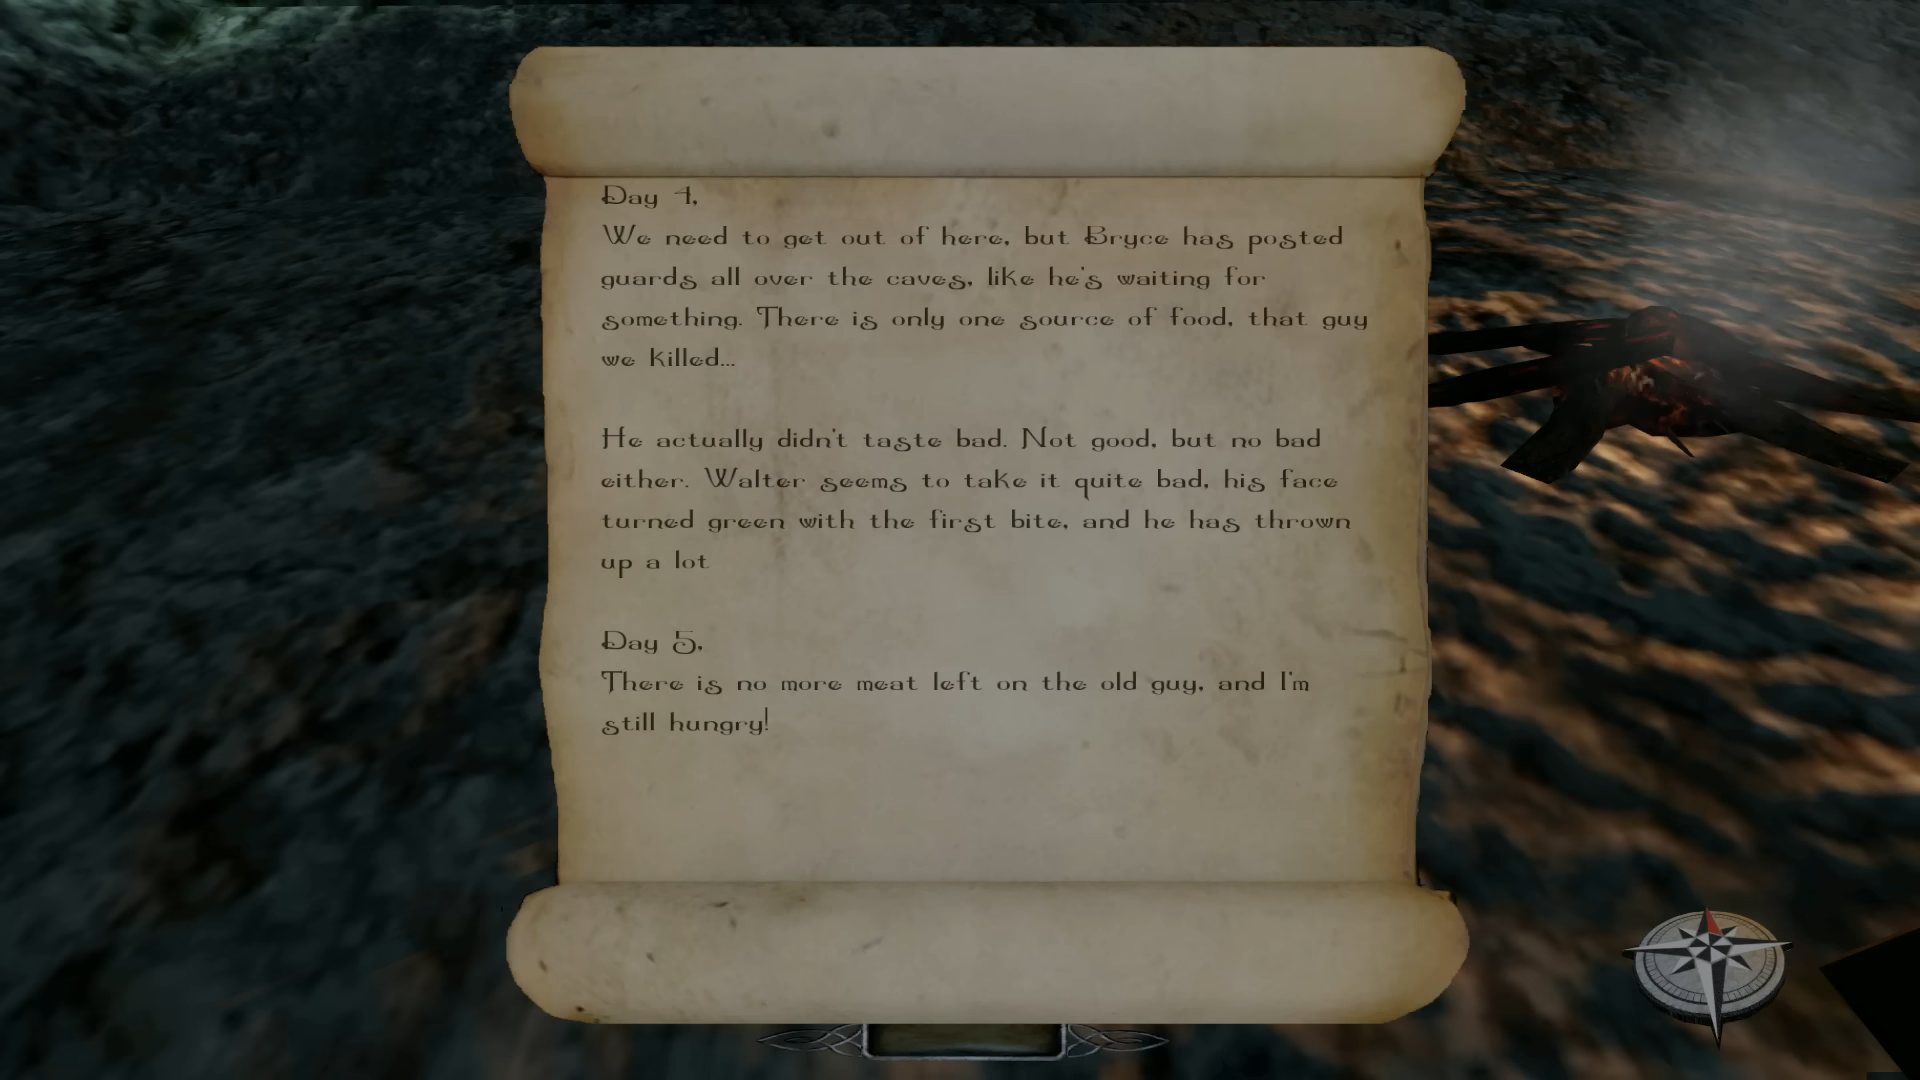 Day 4,
We need to get out of here, but Bryce has posted
guards all over the caves, like he's waiting for
something. There is only one source of food, that guy
we killed...
He actually didn't taste bad. Not good, but no bad
either. Walter seems to take it quite bad, his face
turned green with the first bite, and he has thrown
up a lot
Day 5,
There is no more meat left on the old guy, and I'm
still hungry!